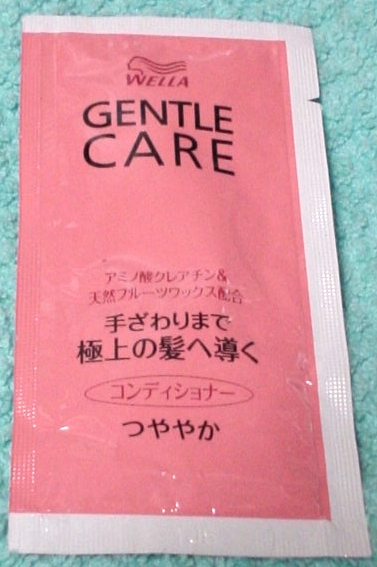 WELLA
GENTLE
CARE
アミノ酸クレアチン&
天然フルーツワックス配合
手ざわりまで
極上の髪へ導く
コンディショナー
つややか